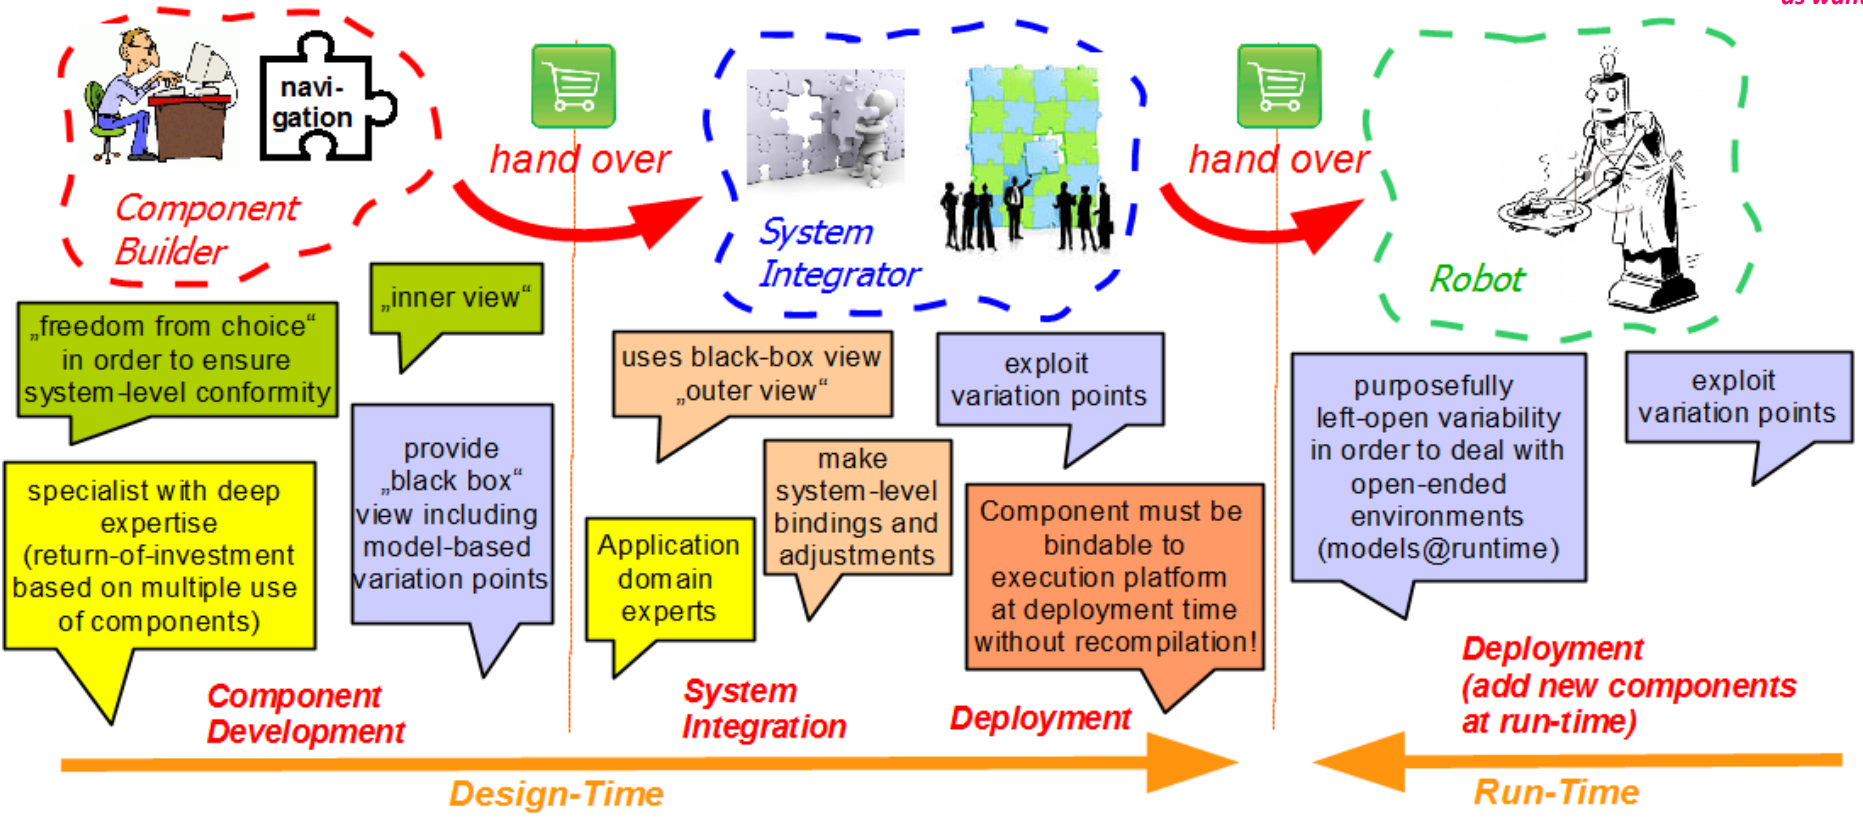 as want
navi-
gation
hand over
hand over
Component
Builder
System
Integrator
Robot
„inner view“
„freedom from choice“
in order to ensure
system-level conformity
uses black-box view
„outer view“
exploit
variation points
purposefully
left-open variability
in order to deal with
open-ended
environments
(models@runtime)
exploit
variation points
specialist with deep
expertise
(return-of-investment
based on multiple use
of components)
provide
„black box“
view including
model-based
variation points
Application
domain
experts
make
system-level
bindings and
adjustments
Component must be
bindable to
execution platform
at deployment time
without recompilation!
Component
Development
System
Integration
Deployment
Deployment
(add new components
at run-time)
Design-Time
Run-Time